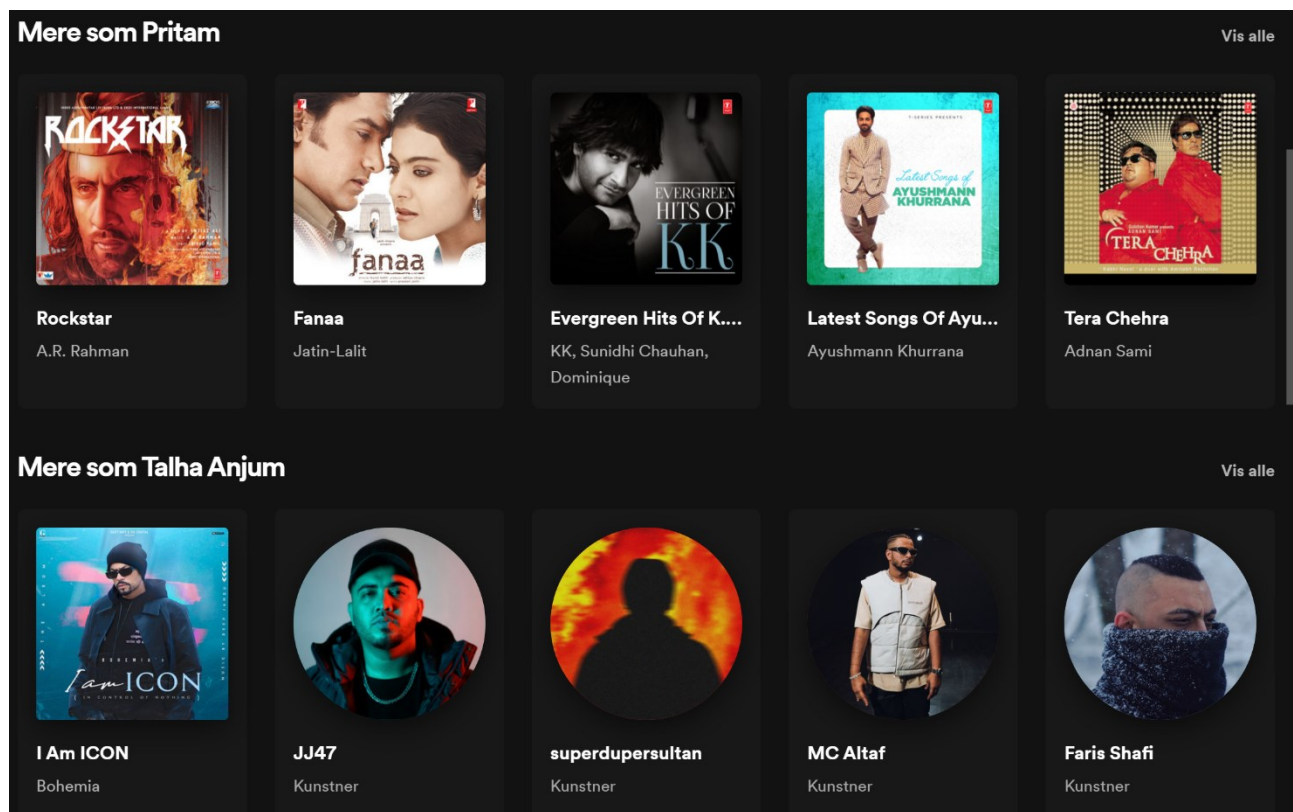 Mere som Pritam
Vis alle
ROCKSTAR
fanaa
EVERGREEN
HITS OF
KK
T-SERIES PRESENTS
Latest Songs of
AYUSHMANN
KHURRANA
TERA
CHEHRA
Rockstar
Fanaa
Evergreen Hits Of K....
Latest Songs Of Ayu...
Tera Chehra
A.R. Rahman
Jatin-Lalit
KK, Sunidhi Chauhan,
Dominique
Ayushmann Khurrana
Adnan Sami
Mere som Talha Anjum
Vis alle
BOHEMIA
I am ICON
[ IN CONTROL OF NOTHING ]
I Am ICON
JJ47
superdupersultan
MC Altaf
Faris Shafi
Bohemia
Kunstner
Kunstner
Kunstner
Kunstner